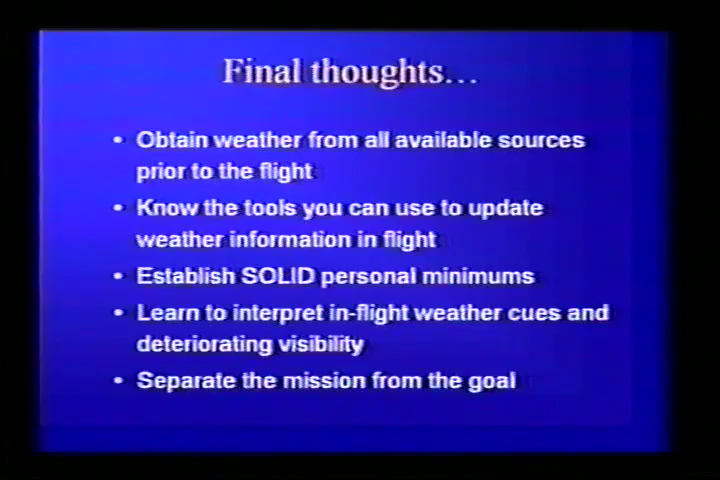 Final thoughts…
• Obtain weather from all available sources
prior to the flight
• Know the tools you can use to update
weather information in flight
• Establish SOLID personal minimums
• Learn to interpret in-flight weather cues and
deteriorating visibility
• Separate the mission from the goal